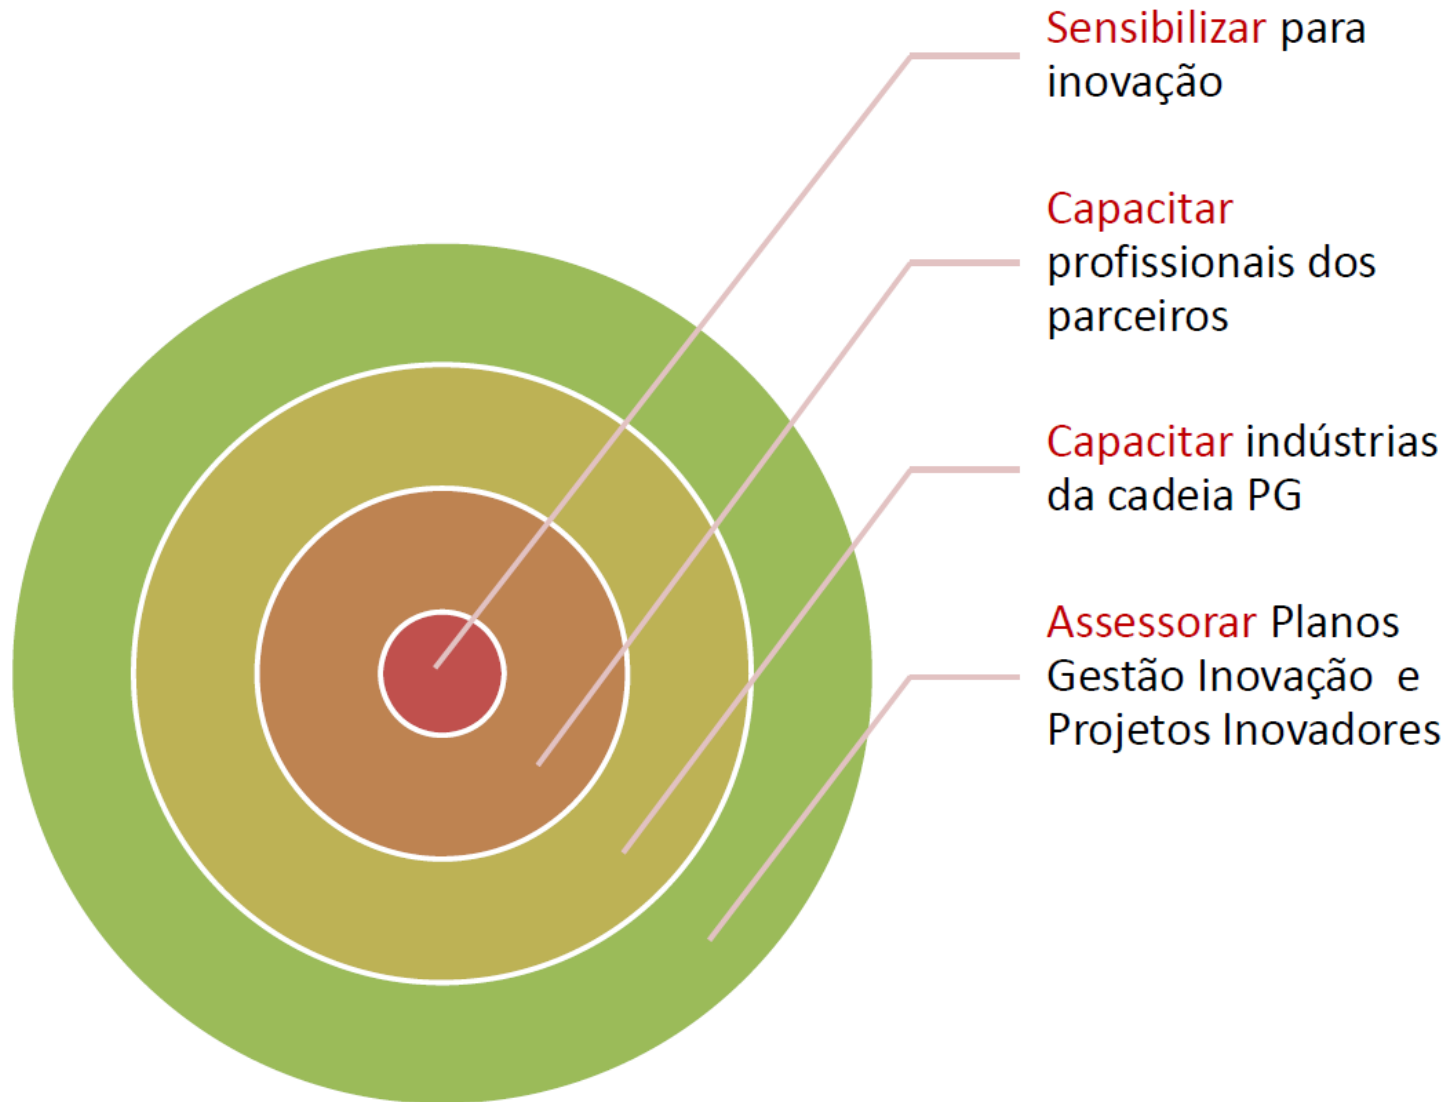 Sensibilizar para
inovação
Capacitar
profissionais dos
parceiros
Capacitar indústrias
da cadeia PG
Assessorar Planos
Gestão Inovação  e
Projetos Inovadores